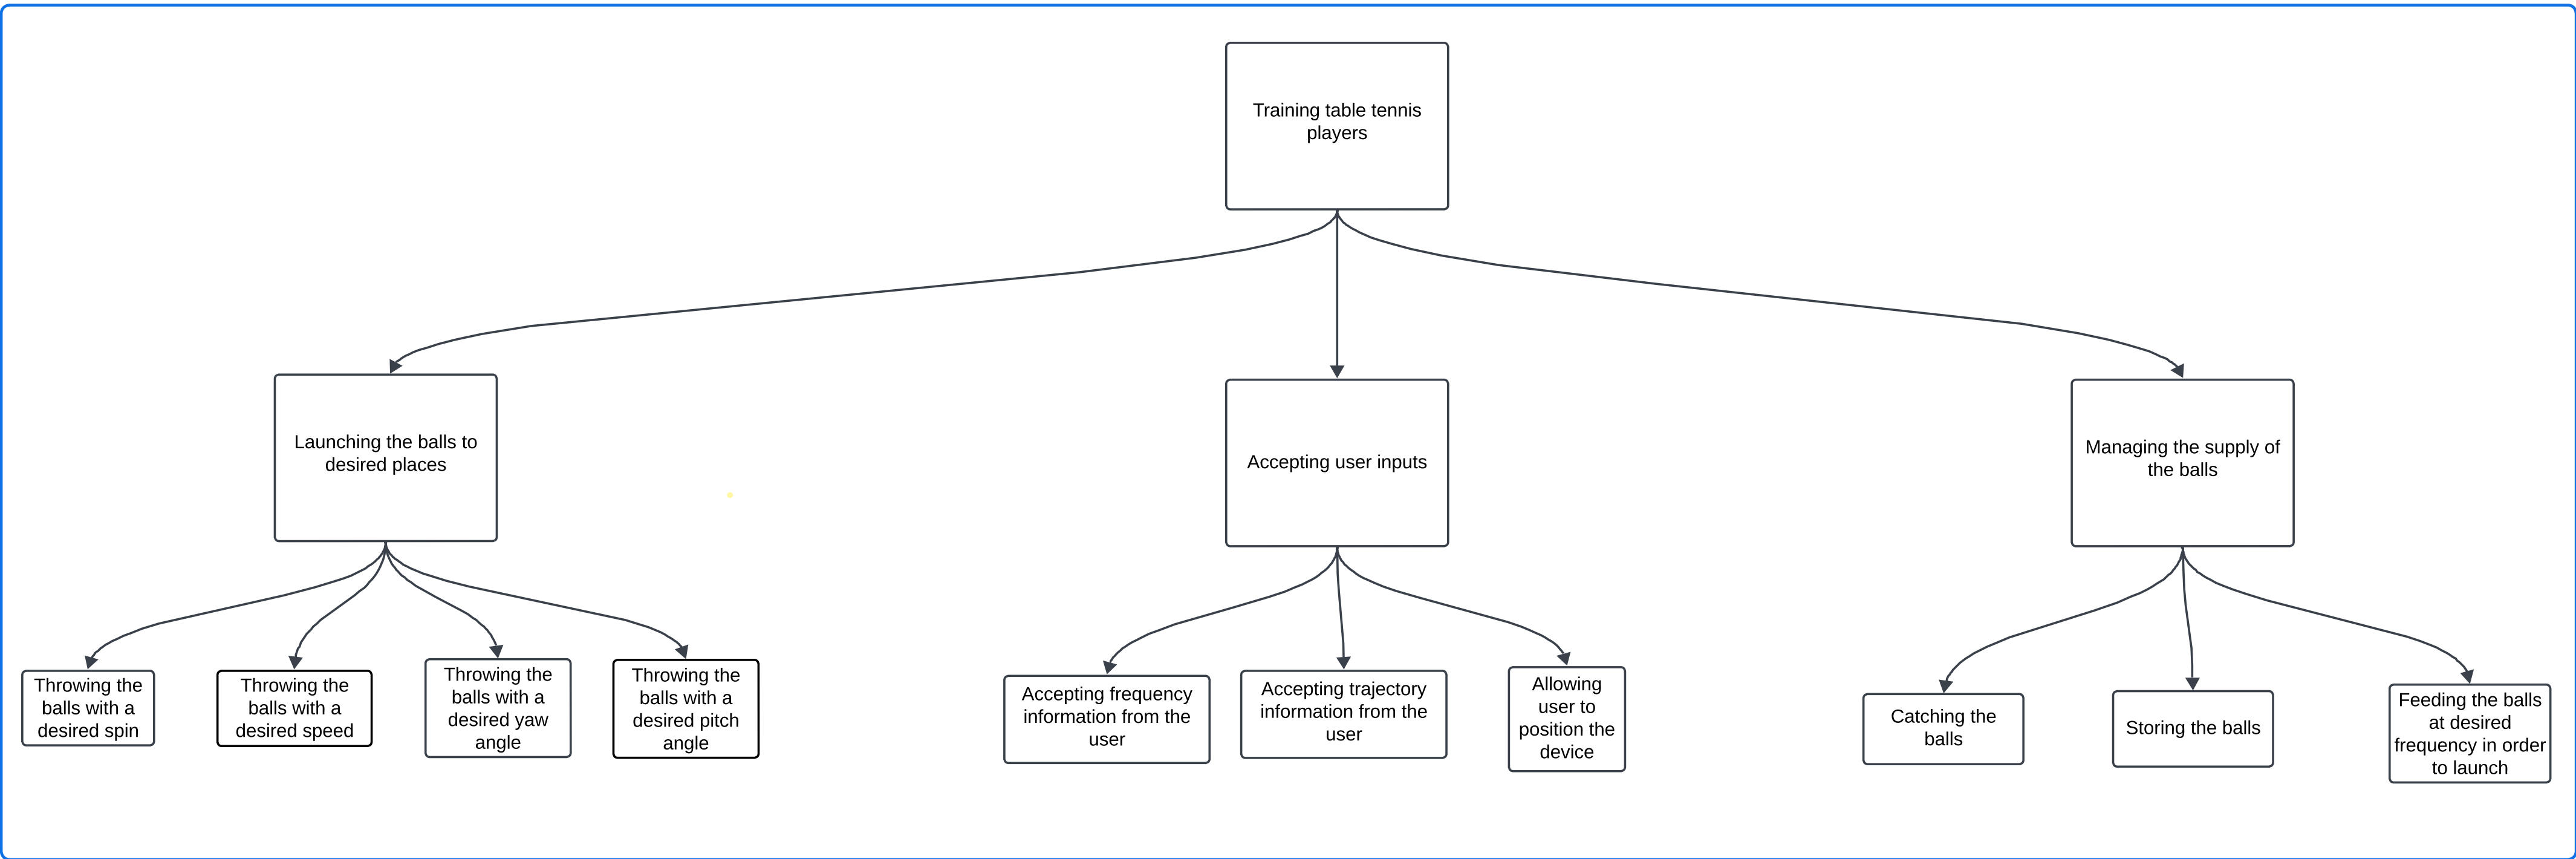 Training table tennis
players
Launching the balls to
desired places
Accepting user inputs
Managing the supply of
the balls
Throwing the
balls with a
desired spin
Throwing the
balls with a
desired speed
Throwing the
balls with a
desired yaw
angle
Throwing the
balls with a
desired pitch
angle
Accepting frequency
information from the
user
Accepting trajectory
information from the
user
Allowing
user to
position the
device
Catching the
balls
Storing the balls
Feeding the balls
at desired
frequency in order
to launch